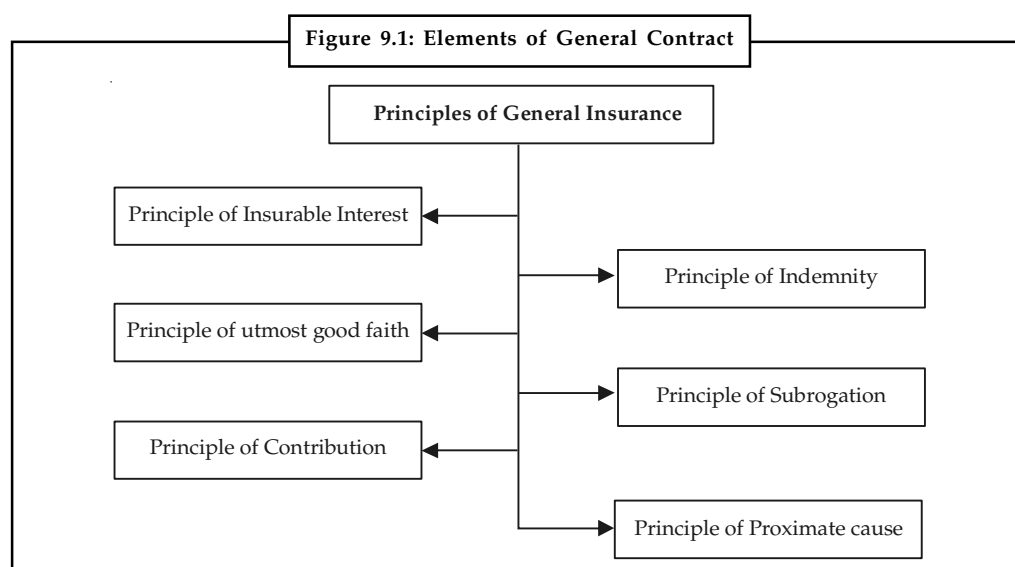 Figure 9.1: Elements of General Contract
Principles of General Insurance
Principle of Insurable Interest
Principle of Indemnity
Principle of utmost good faith
Principle of Subrogation
Principle of Contribution
Principle of Proximate cause